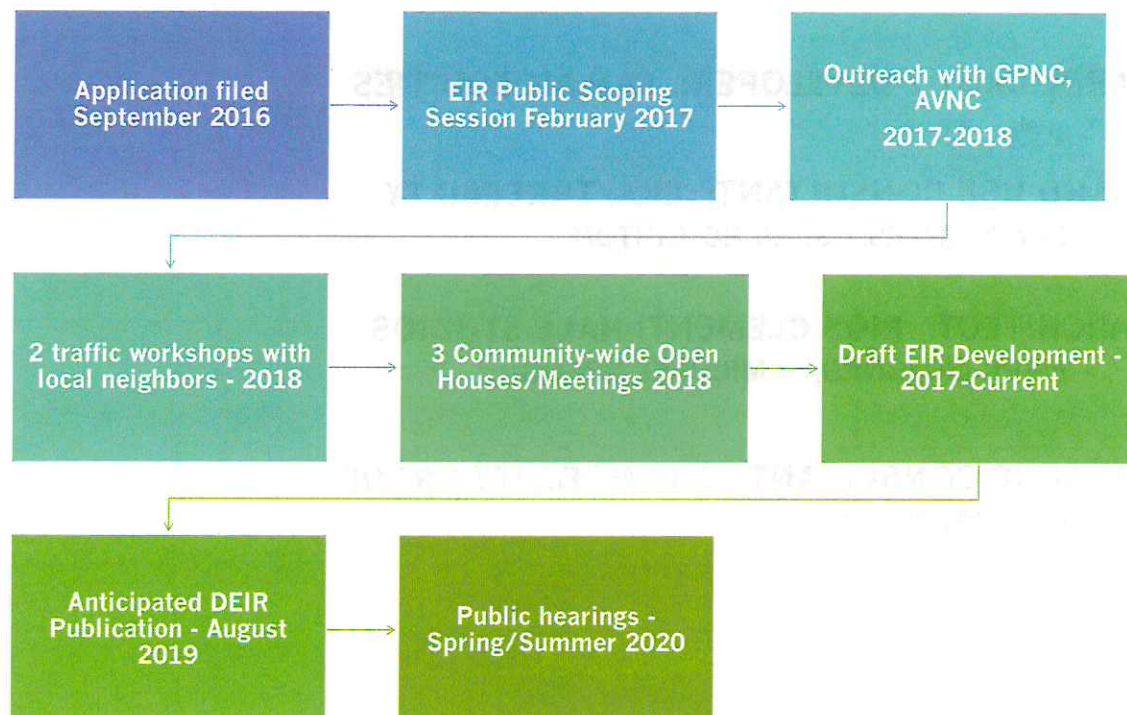 Application filed
September 2016
EIR Public Scoping
Session February 2017
Outreach with GPNC,
AVNC
2017-2018
2 traffic workshops with
local neighbors - 2018
3 Community-wide Open
Houses/Meetings 2018
Draft EIR Development -
2017-Current
Anticipated DEIR
Publication - August
2019
Public hearings -
Spring/Summer 2020